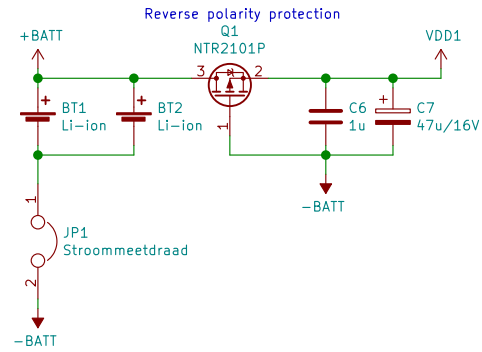 Reverse polarity protection
Q1
NTR2101P
+BATT
VDD1
3
2
1
+
BT1
Li-ion
+
BT2
Li-ion
C6
1u
+
C7
47u/16V
-BATT
1
JP1
Stroommeetdraad
2
-BATT